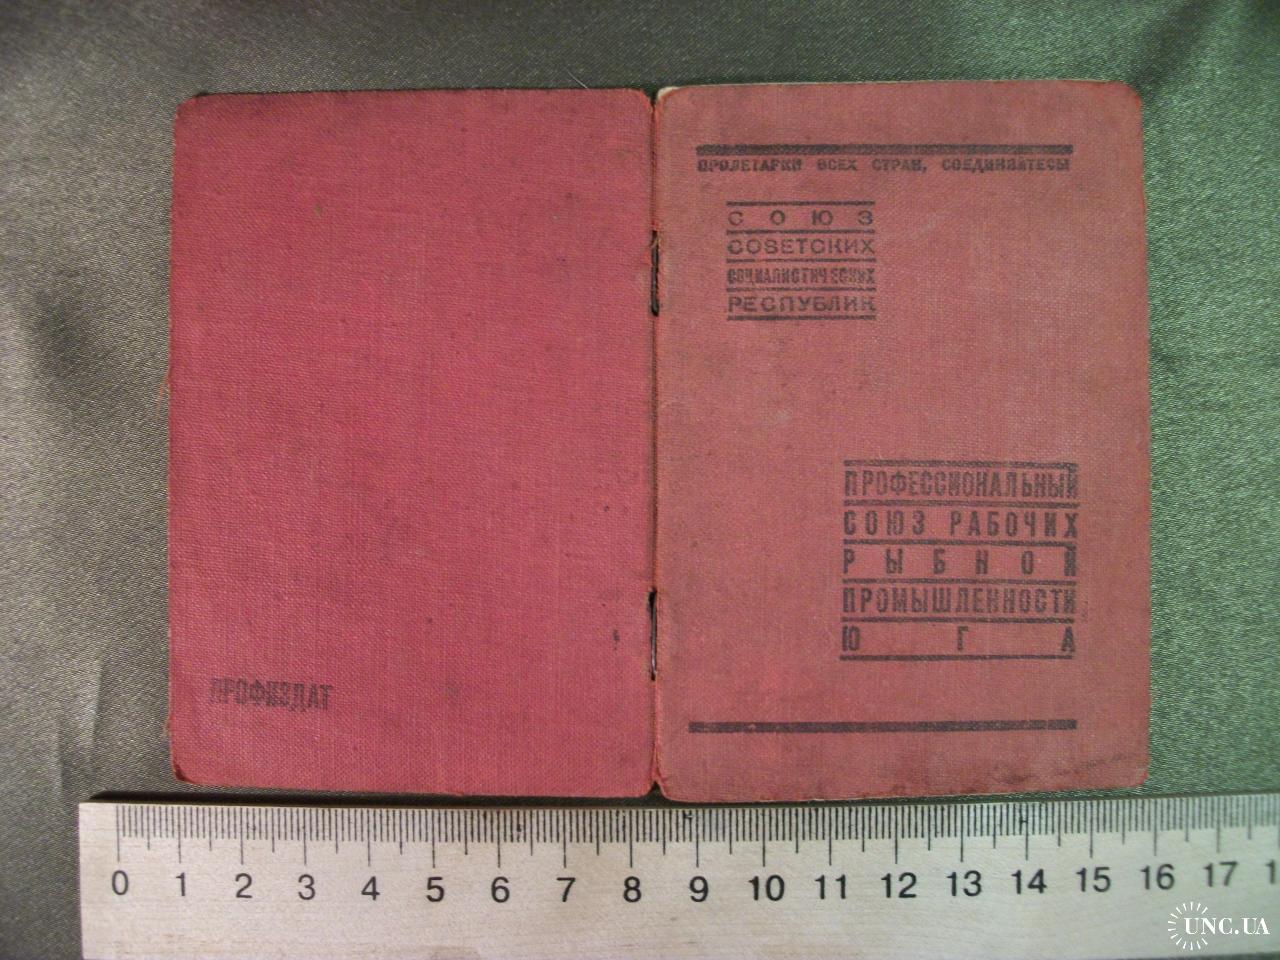 ПРОЛЕТАРИИ ВСЕХ СТРАН, СОЕДИНЯЙТЕСЬ
СОЮЗ
СОВЕТСКИХ
СОЦИАЛИСТИЧЕСКИХ
РЕСПУБЛИК
ПРОФЕССИОНАЛЬНЫЙ
СОЮЗ РАБОЧИХ
РЫБНОЙ
ПРОМЫШЛЕННОСТИ
ЮГА
ПРОФИЗДАТ
0 1 2 3 4 5 6 7 8 9 10 11 12 13 14 15 16 17
UNC.UA